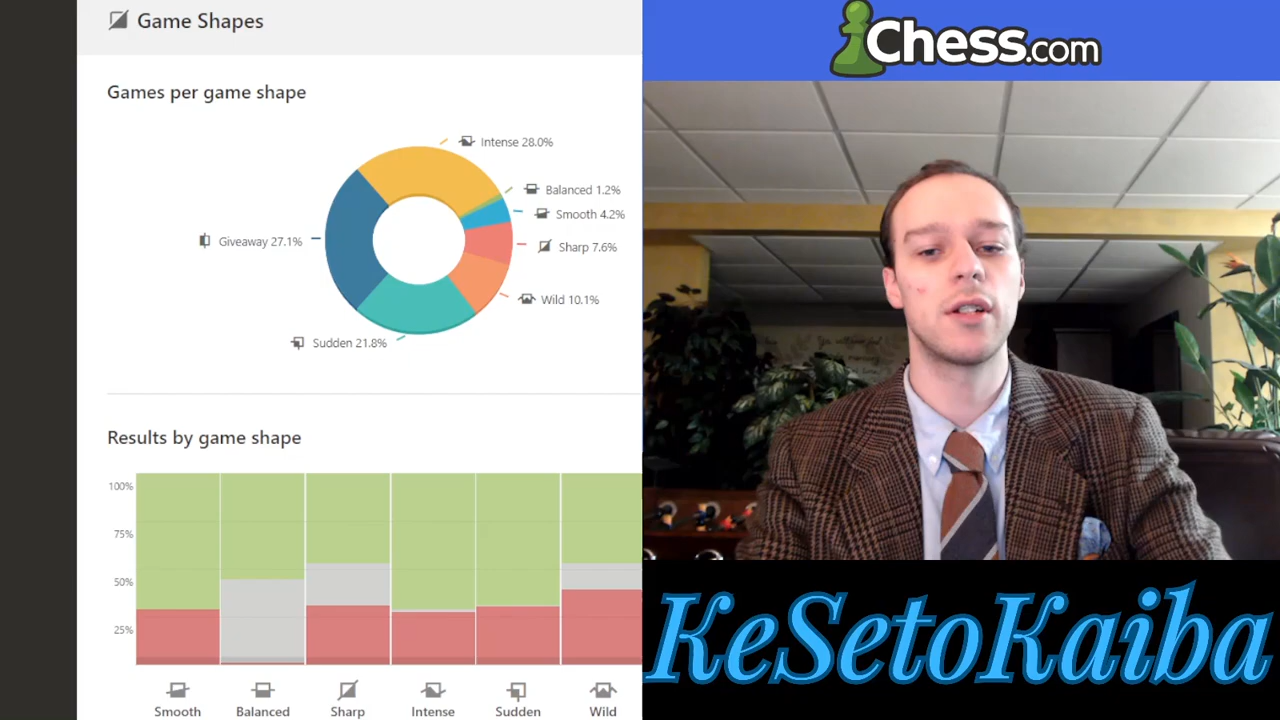 Game Shapes
Games per game shape
Intense 28.0%
Balanced 1.2%
Smooth 4.2%
Giveaway 27.1%
Sharp 7.6%
Wild 10.1%
Sudden 21.8%
Results by game shape
100%
75%
50%
25%
Smooth Balanced Sharp Intense Sudden Wild
Chess.com
KeSetoKaiba